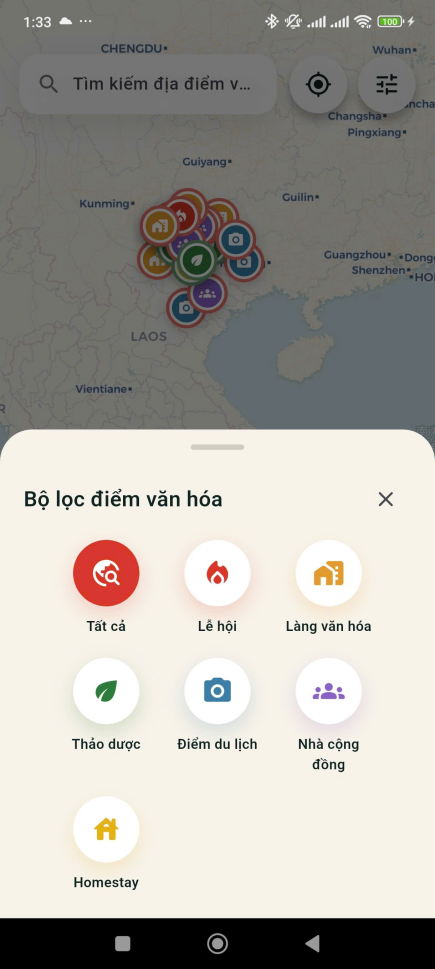 1:33
100
CHENGDU
Wuhan
Tìm kiếm địa điểm v...
Changsha
Pingxiang
Guiyang
Kunming
Guilin
Guangzhou
Shenzhen
LAOS
Vientiane
Bộ lọc điểm văn hóa
Tất cả
Lễ hội
Làng văn hóa
Thảo dược
Điểm du lịch
Nhà cộng
đồng
Homestay